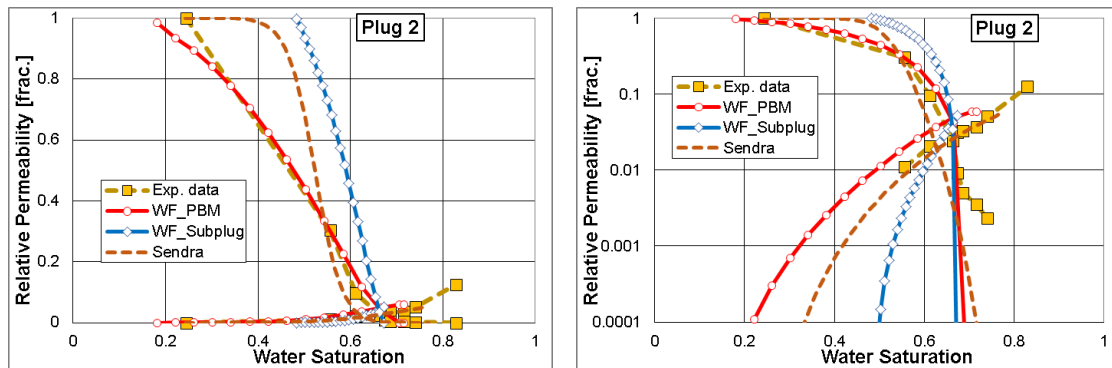 Plug 2
1
0.8
0.6
0.4
0.2
0
Relative Permeability [frac.]
Exp. data
WF_PBM
WF_Subplug
Sendra
0 0.2 0.4 0.6 0.8 1
Water Saturation
Plug 2
1
0.1
0.01
0.001
0.0001
Relative Permeability [frac.]
Exp. data
WF_PBM
WF_Subplug
Sendra
0 0.2 0.4 0.6 0.8 1
Water Saturation